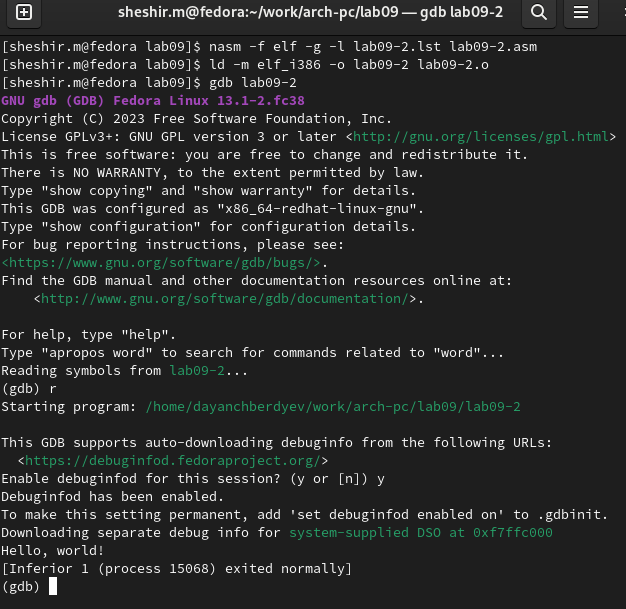 sheshir.m@fedora:~/work/arch-pc/lab09 — gdb lab09-2
[sheshir.m@fedora lab09]$ nasm -f elf -g -l lab09-2.lst lab09-2.asm
[sheshir.m@fedora lab09]$ ld -m elf_i386 -o lab09-2 lab09-2.o
[sheshir.m@fedora lab09]$ gdb lab09-2
GNU gdb (GDB) Fedora Linux 13.1-2.fc38
Copyright (C) 2023 Free Software Foundation, Inc.
License GPLv3+: GNU GPL version 3 or later <http://gnu.org/licenses/gpl.html>
This is free software: you are free to change and redistribute it.
There is NO WARRANTY, to the extent permitted by law.
Type "show copying" and "show warranty" for details.
This GDB was configured as "x86_64-redhat-linux-gnu".
Type "show configuration" for configuration details.
For bug reporting instructions, please see:
<https://www.gnu.org/software/gdb/bugs/>.
Find the GDB manual and other documentation resources online at:
    <http://www.gnu.org/software/gdb/documentation/>.

For help, type "help".
Type "apropos word" to search for commands related to "word"...
Reading symbols from lab09-2...
(gdb) r
Starting program: /home/dayanchberdyev/work/arch-pc/lab09/lab09-2

This GDB supports auto-downloading debuginfo from the following URLs:
  <https://debuginfod.fedoraproject.org/>
Enable debuginfod for this session? (y or [n]) y
Debuginfod has been enabled.
To make this setting permanent, add 'set debuginfod enabled on' to .gdbinit.
Downloading separate debug info for system-supplied DSO at 0xf7ffc000
Hello, world!
[Inferior 1 (process 15068) exited normally]
(gdb)